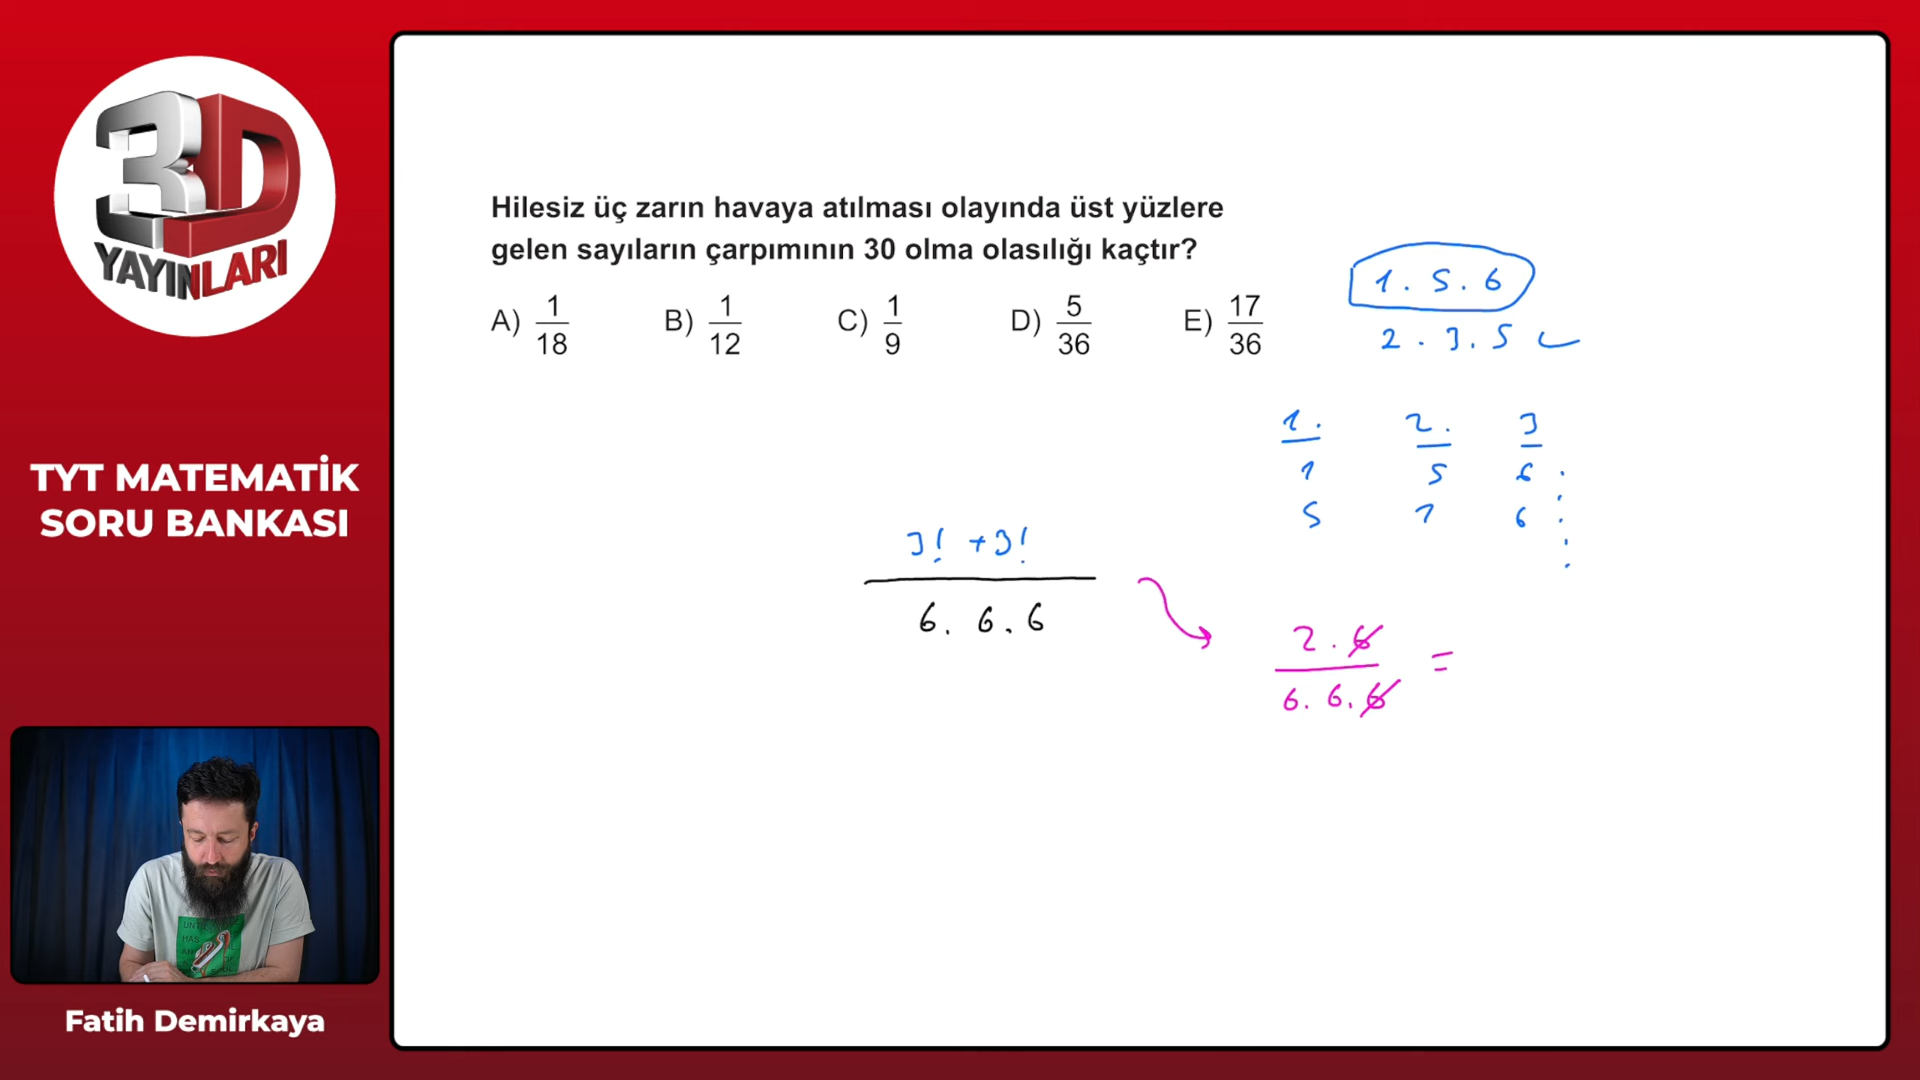 3D
YAYINLARI
TYT MATEMATİK
SORU BANKASI
Fatih Demirkaya
Hilesiz üç zarın havaya atılması olayında üst yüzlere
gelen sayıların çarpımının 30 olma olasılığı kaçtır?
A) 1/18 B) 1/12 C) 1/9 D) 5/36 E) 17/36
1 . 5 . 6
2 . 3 . 5
1. 2. 3
1 5 6
5 1 6
3! + 3!
6 . 6 . 6
2 . 6 =
6 . 6 . 6